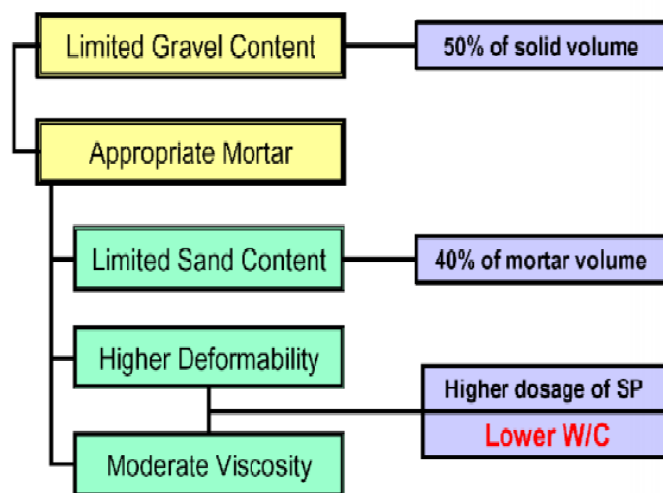 Limited Gravel Content
50% of solid volume
Appropriate Mortar
Limited Sand Content
40% of mortar volume
Higher Deformability
Higher dosage of SP
Lower W/C
Moderate Viscosity